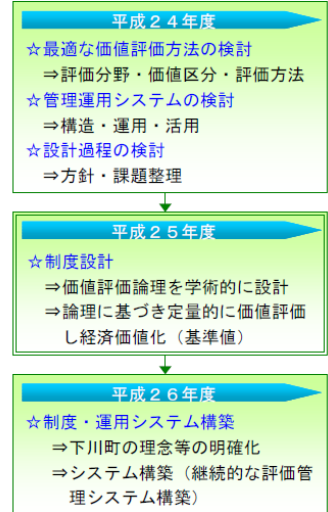 平成２４年度
☆最適な価値評価方法の検討
⇒評価分野・価値区分・評価方法
☆管理運用システムの検討
⇒構造・運用・活用
☆設計過程の検討
⇒方針・課題整理
平成２５年度
☆制度設計
⇒価値評価論理を学術的に設計
⇒論理に基づき定量的に価値評価
し経済価値化（基準値）
平成２６年度
☆制度・運用システム構築
⇒下川町の理念等の明確化
⇒システム構築（継続的な評価管
理システム構築）